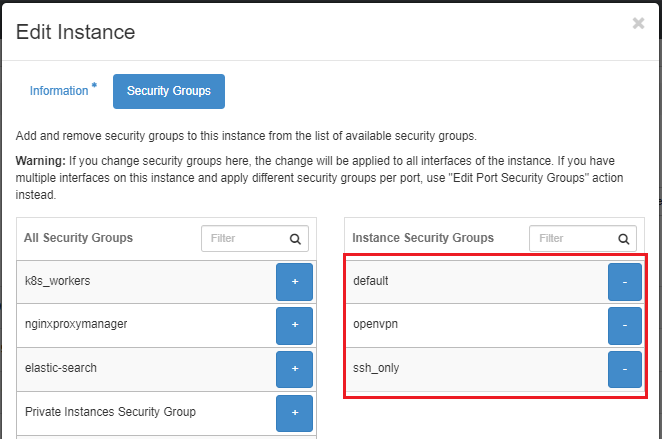 Edit Instance
×
Information *
Security Groups
Add and remove security groups to this instance from the list of available security groups.
Warning: If you change security groups here, the change will be applied to all interfaces of the instance. If you have
multiple interfaces on this instance and apply different security groups per port, use "Edit Port Security Groups" action
instead.
All Security Groups
Filter
k8s_workers
+
nginxproxymanager
+
elastic-search
+
Private Instances Security Group
+
Instance Security Groups
Filter
default
-
openvpn
-
ssh_only
-